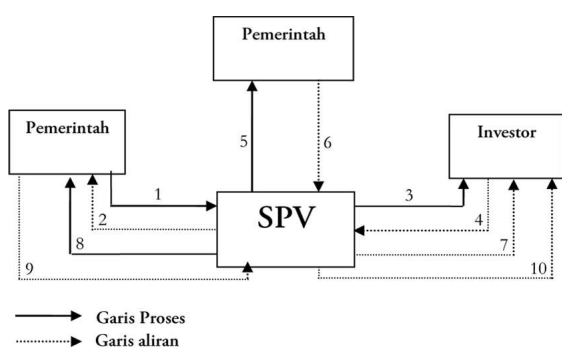 Pemerintah
Pemerintah
Investor
5
6
1
3
SPV
2
4
8
7
9
10
Garis Proses
Garis aliran